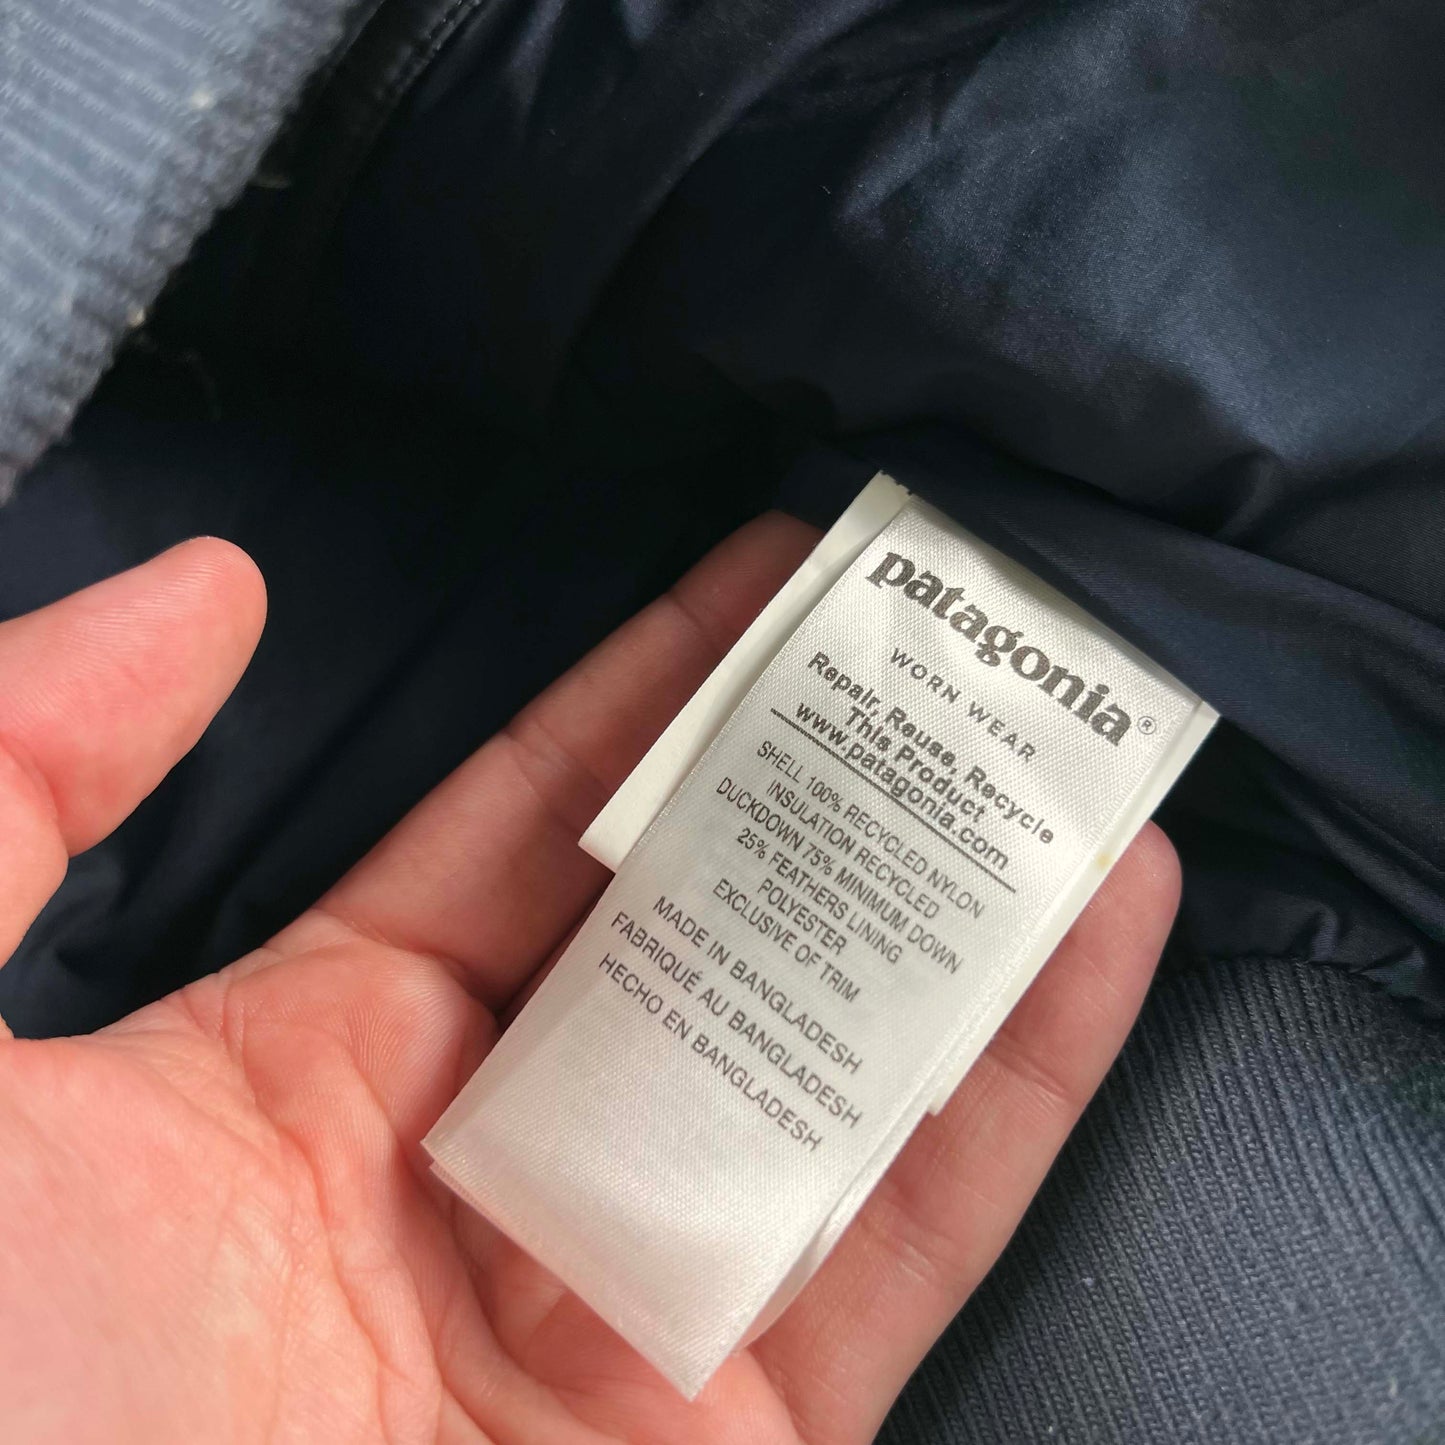 patagonia®
WORN WEAR
Repair, Reuse, Recycle
This Product
www.patagonia.com
SHELL 100% RECYCLED NYLON
INSULATION RECYCLED
DUCKDOWN 75% MINIMUM DOWN
25% FEATHERS LINING
POLYESTER
EXCLUSIVE OF TRIM
MADE IN BANGLADESH
FABRIQUÉ AU BANGLADESH
HECHO EN BANGLADESH